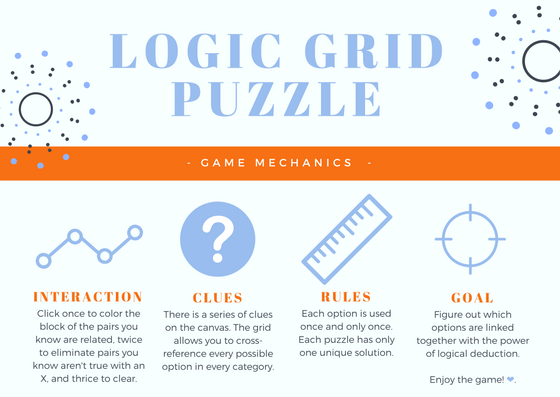 LOGIC GRID
PUZZLE
- GAME MECHANICS -
INTERACTION
Click once to color the
block of the pairs you
know are related, twice
to eliminate pairs you
know aren't true with an
X, and thrice to clear.
CLUES
There is a series of clues
on the canvas. The grid
allows you to cross-
reference every possible
option in every category.
RULES
Each option is used
once and only once.
Each puzzle has only
one unique solution.
GOAL
Figure out which
options are linked
together with the power
of logical deduction.
Enjoy the game! ❤.